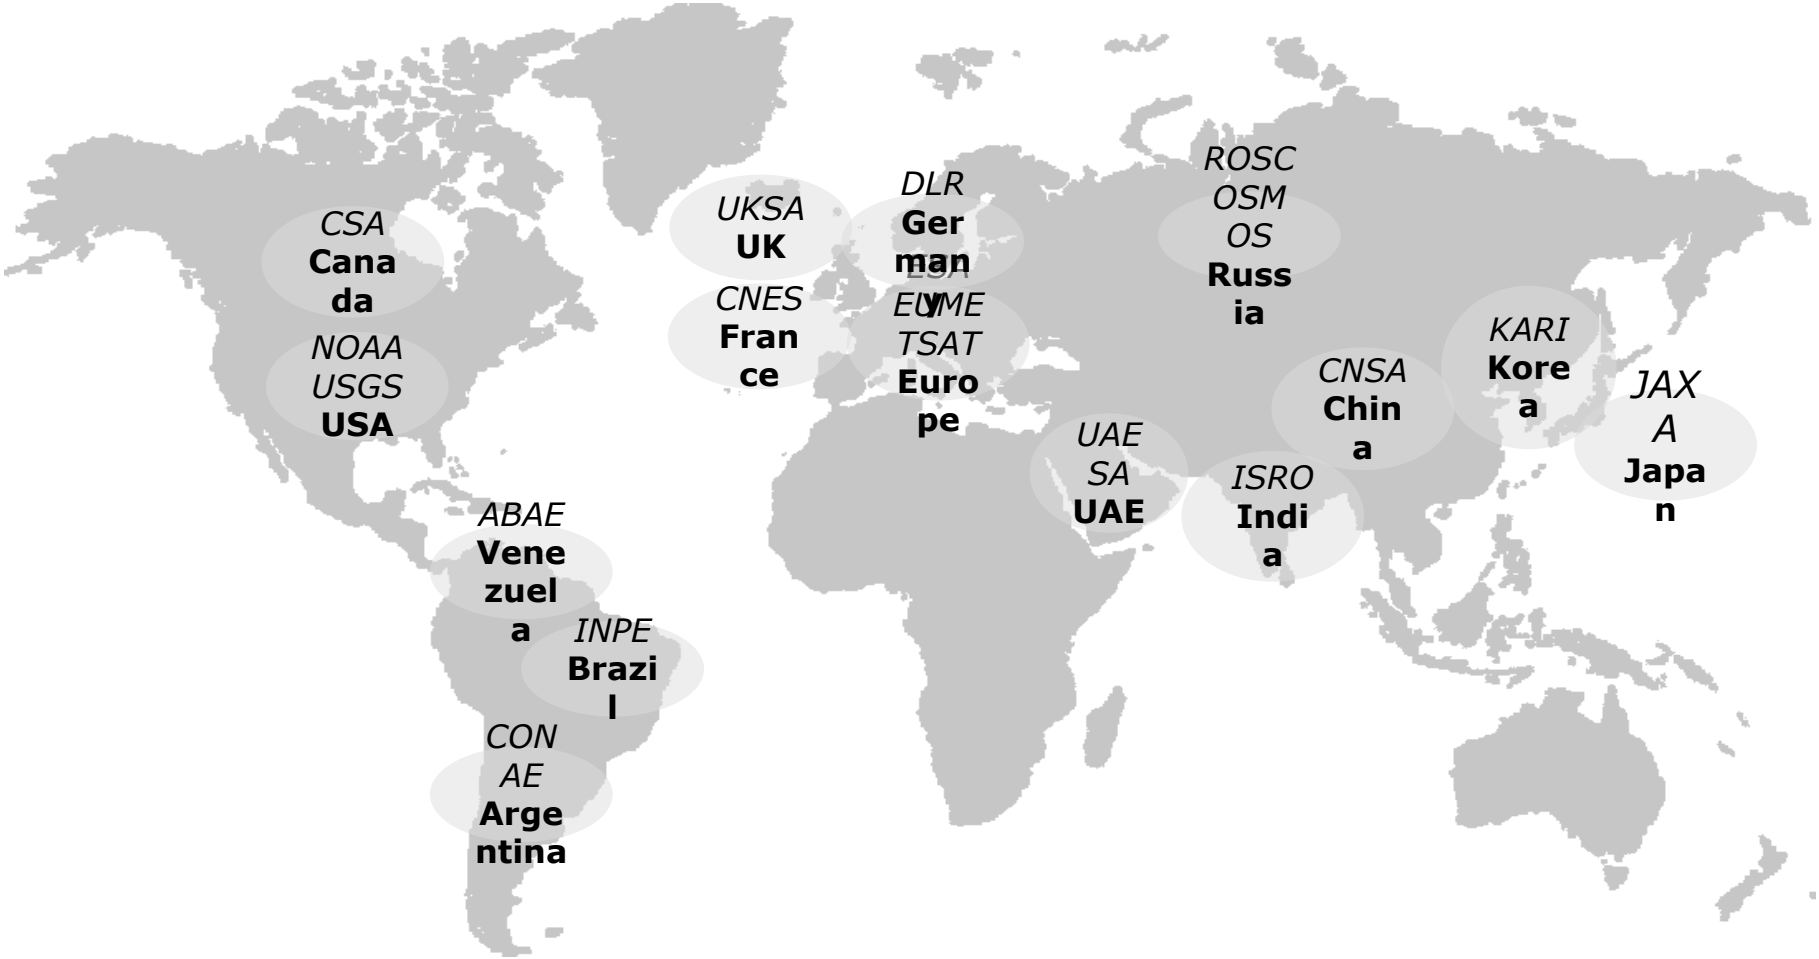 CSA
Cana
da
NOAA
USGS
USA
ABAE
Vene
zuel
a
INPE
Brazi
l
CON
AE
Arge
ntina
UKSA
UK
CNES
Fran
ce
DLR
Ger
man
y
ESA
EUME
TSAT
Euro
pe
ROSC
OSM
OS
Russ
ia
UAE
SA
UAE
ISRO
Indi
a
CNSA
Chin
a
KARI
Kore
a
JAX
A
Japa
n